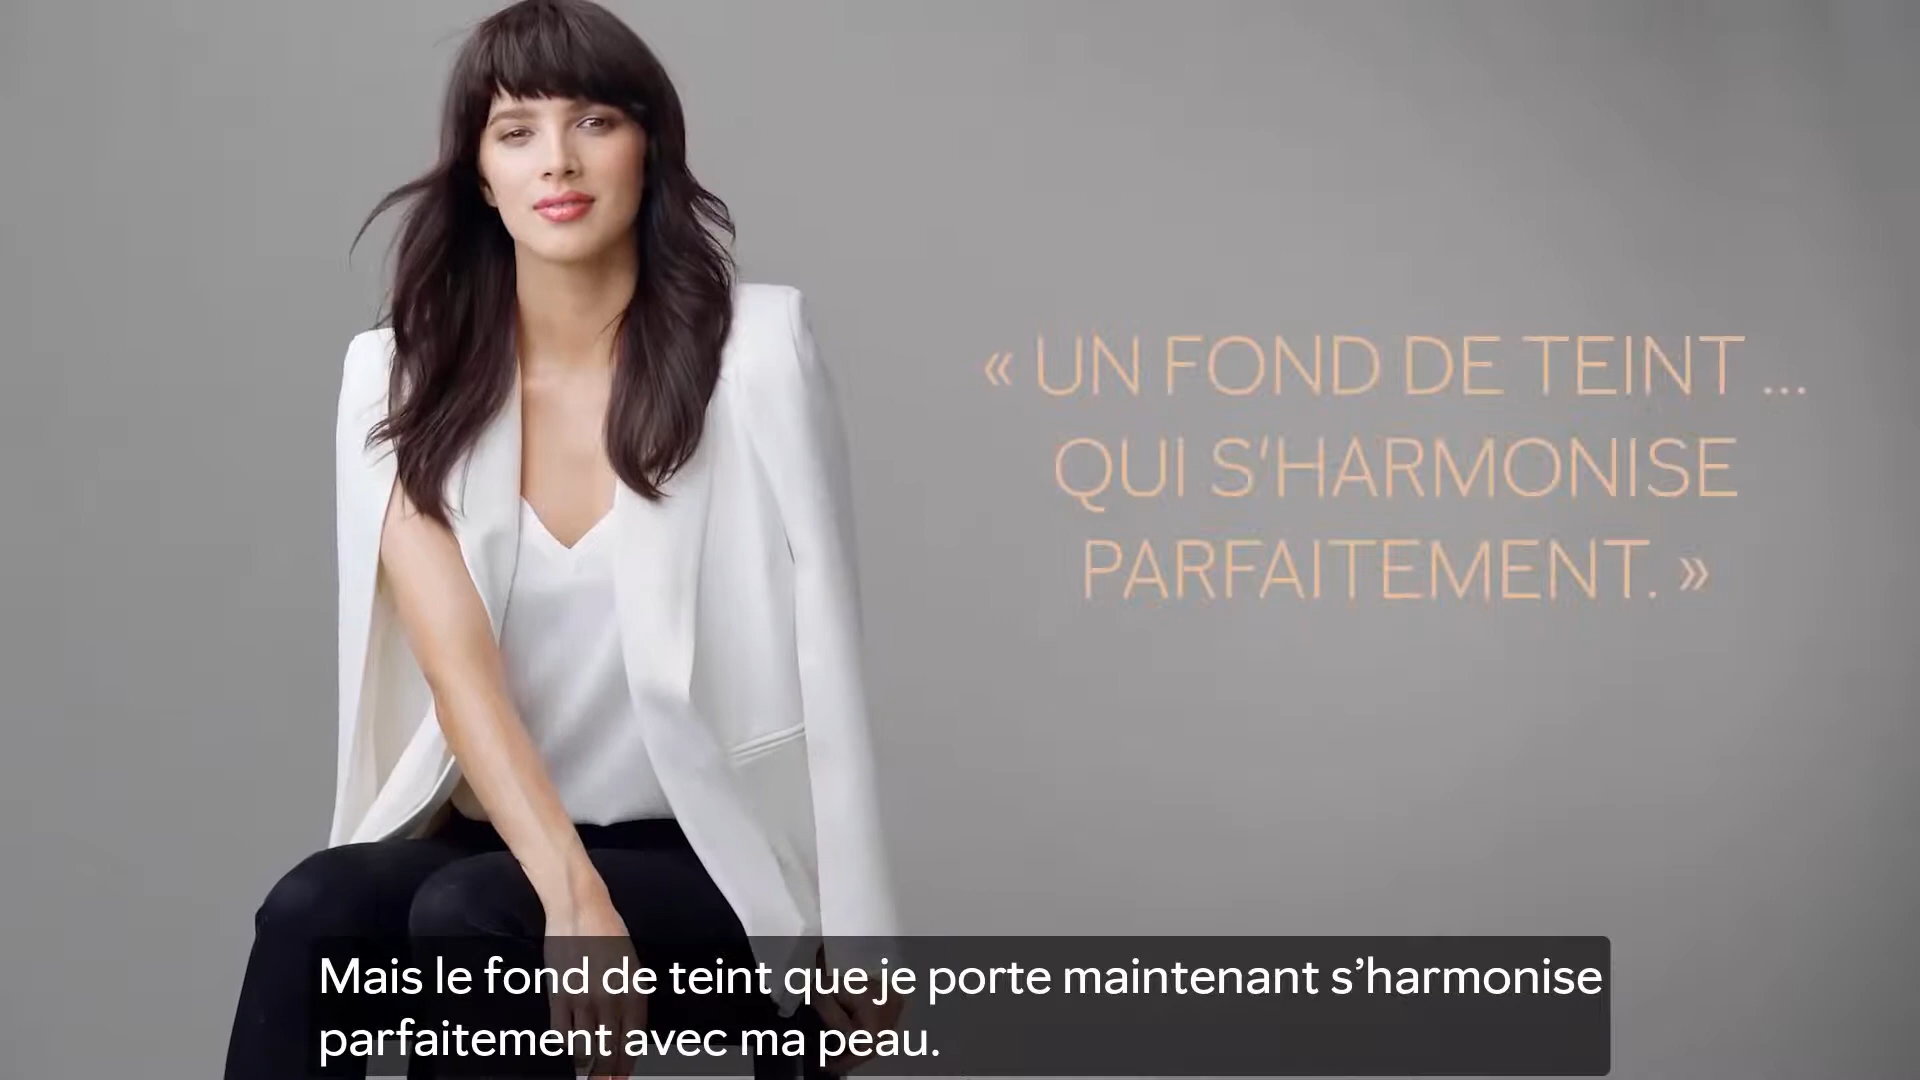 « UN FOND DE TEINT ...
QUI S'HARMONISE
PARFAITEMENT. »
Mais le fond de teint que je porte maintenant s’harmonise
parfaitement avec ma peau.